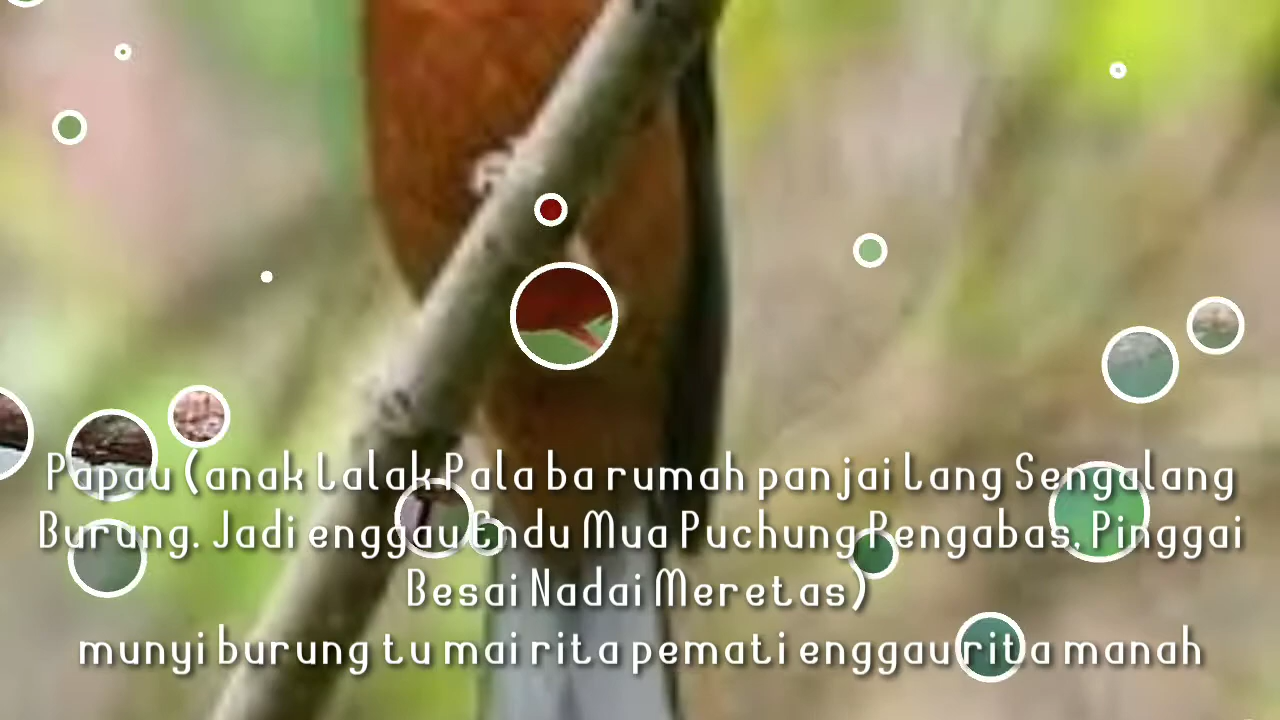 Papau (anak Lalak Pala ba rumah panjai Lang Sengalang
Burung. Jadi enggau Endu Mua Puchung Pengabas, Pinggai
Besai Nadai Meretas)
munyi burung tu mai rita pemati enggau rita manah